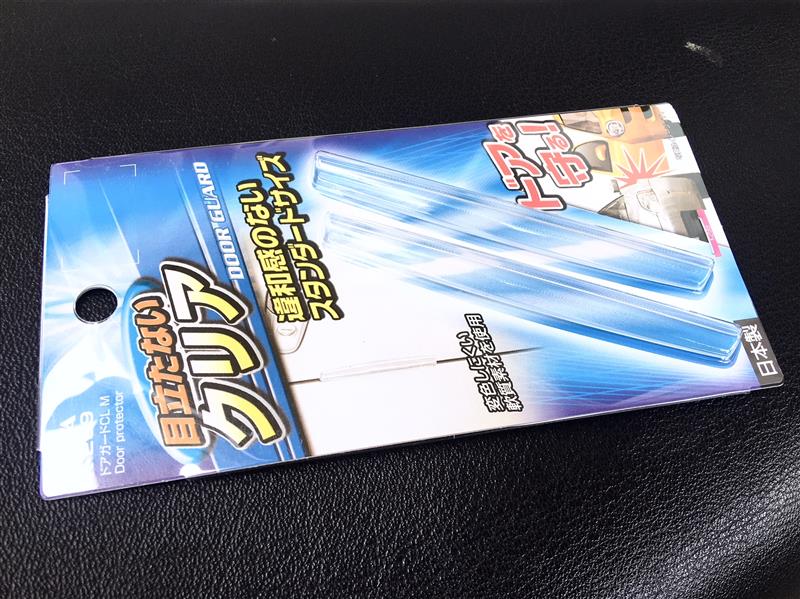 目立たない
クリア
DOOR GUARD
違和感のない
スタンダードサイズ
ドアを
守る!
変色しにくい
軟質素材を使用
日本製
ドアガードCL M
Door protector